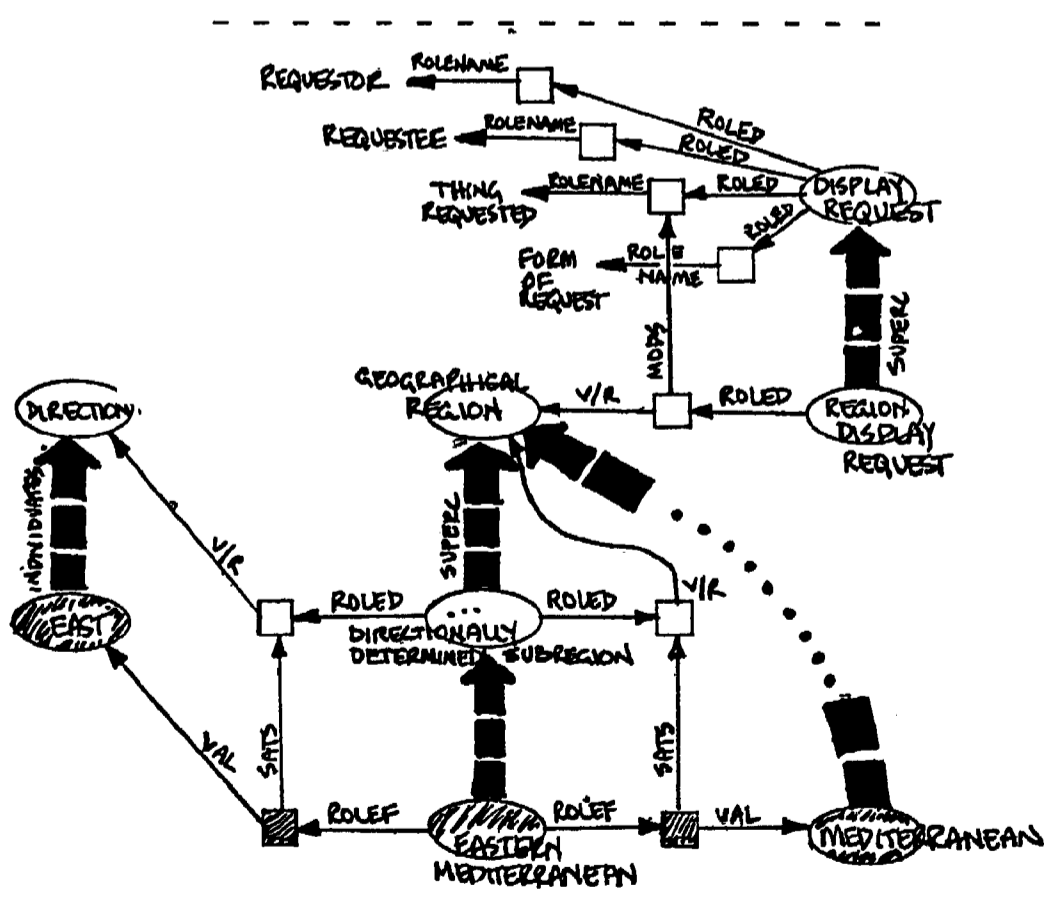 REQUESTOR
ROLENAME
ROLED
REQUESTEE
ROLENAME
ROLED
THING
REQUESTED
ROLENAME
ROLED
DISPLAY
REQUEST
FORM
OF
REQUEST
ROLE
NAME
ROLED
SUPERC
MODS
GEOGRAPHICAL
REGION
V/R
ROLED
REGION
DISPLAY
REQUEST
DIRECTION
INDIVIDUATES
V/R
SUPERC
V/R
EAST
ROLED
...
ROLED
DIRECTIONALLY
DETERMINED SUBREGION
VAL
SATS
SATS
ROLEF
ROLEF
VAL
EASTERN
MEDITERRANEAN
MEDITERRANEAN